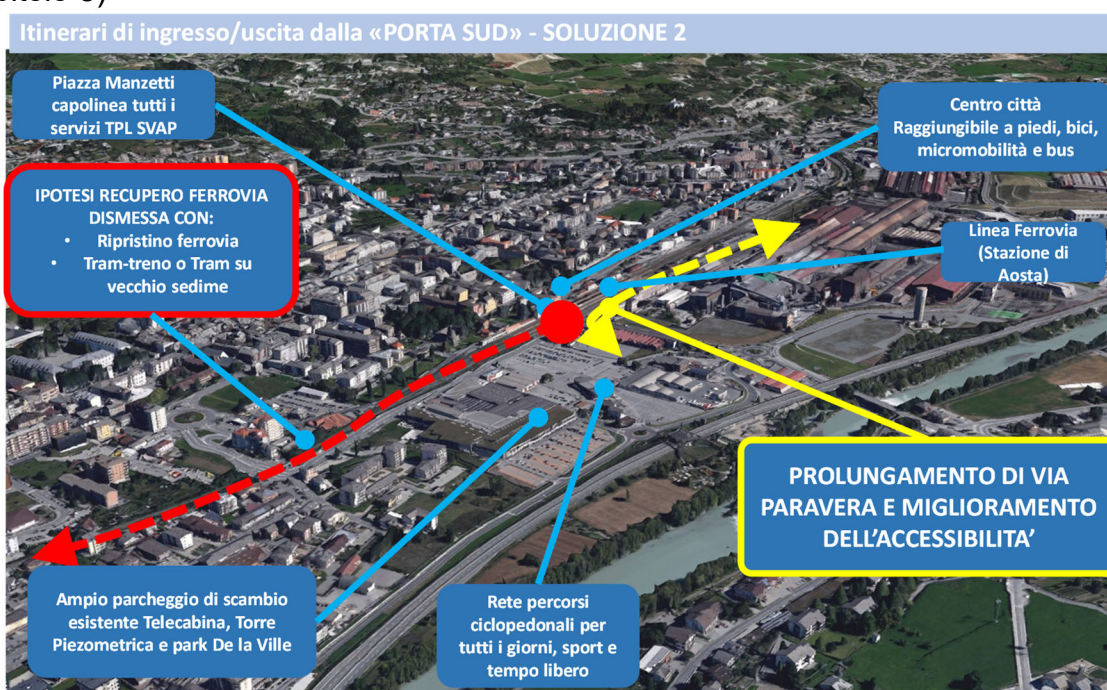 Itinerari di ingresso/uscita dalla «PORTA SUD» - SOLUZIONE 2
Piazza Manzetti
capolinea tutti i
servizi TPL SVAP
Centro città
Raggiungibile a piedi, bici,
micromobilità e bus
IPOTESI RECUPERO FERROVIA
DISMESSA CON:
• Ripristino ferrovia
• Tram-treno o Tram su
vecchio sedime
Linea Ferrovia
(Stazione di
Aosta)
PROLUNGAMENTO DI VIA
PARAVERA E MIGLIORAMENTO
DELL’ACCESSIBILITA’
Ampio parcheggio di scambio
esistente Telecabina, Torre
Piezometrica e park De la Ville
Rete percorsi
ciclopedonali per
tutti i giorni, sport e
tempo libero